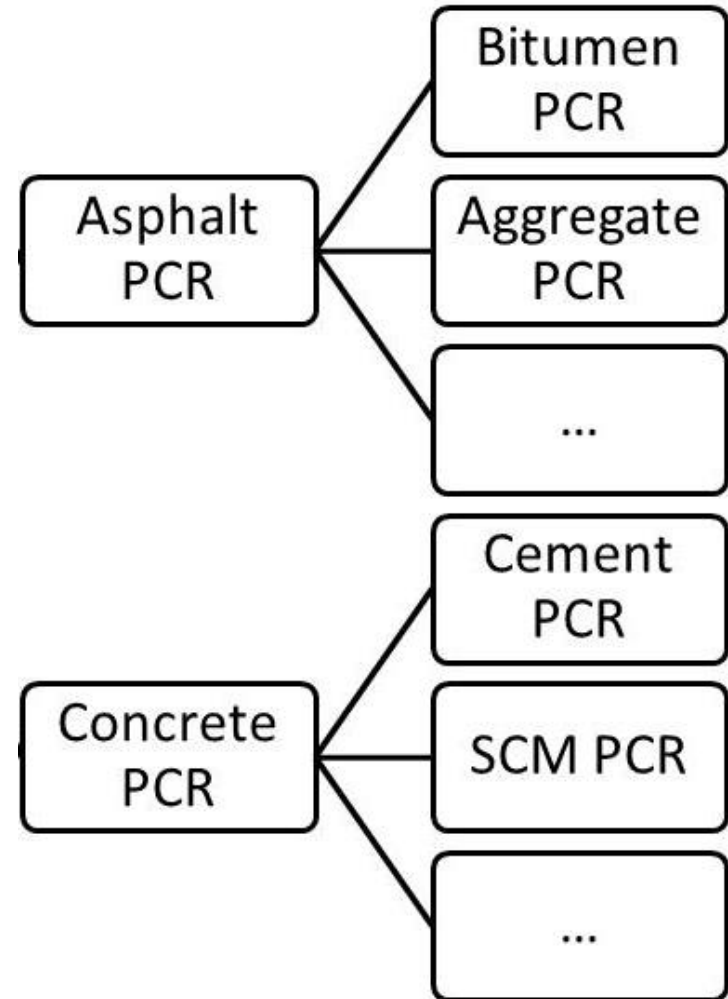 Bitumen
PCR
Asphalt
PCR
Aggregate
PCR
...
Cement
PCR
Concrete
PCR
SCM PCR
...